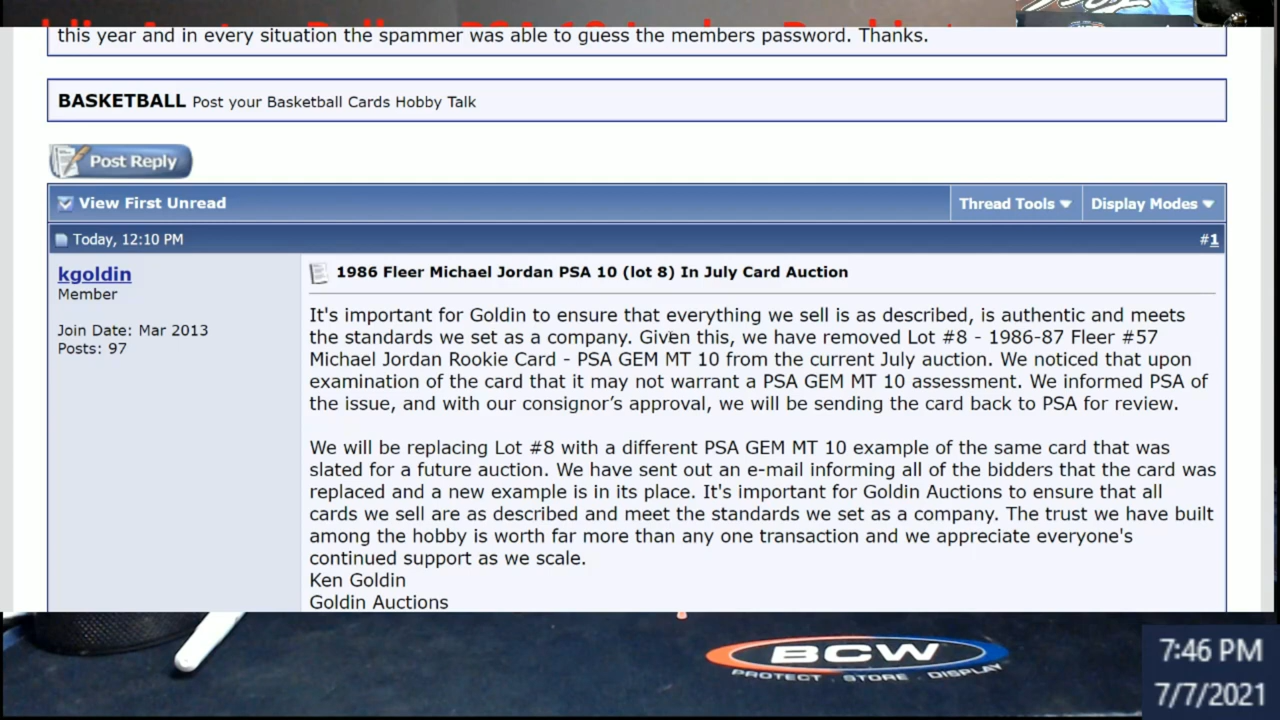 this year and in every situation the spammer was able to guess the members password. Thanks.
BASKETBALL Post your Basketball Cards Hobby Talk
Post Reply
View First Unread
Thread Tools
Display Modes
Today, 12:10 PM
#1
kgoldin
Member
Join Date: Mar 2013
Posts: 97
1986 Fleer Michael Jordan PSA 10 (lot 8) In July Card Auction
It's important for Goldin to ensure that everything we sell is as described, is authentic and meets
the standards we set as a company. Given this, we have removed Lot #8 - 1986-87 Fleer #57
Michael Jordan Rookie Card - PSA GEM MT 10 from the current July auction. We noticed that upon
examination of the card that it may not warrant a PSA GEM MT 10 assessment. We informed PSA of
the issue, and with our consignor’s approval, we will be sending the card back to PSA for review.
We will be replacing Lot #8 with a different PSA GEM MT 10 example of the same card that was
slated for a future auction. We have sent out an e-mail informing all of the bidders that the card was
replaced and a new example is in its place. It's important for Goldin Auctions to ensure that all
cards we sell are as described and meet the standards we set as a company. The trust we have built
among the hobby is worth far more than any one transaction and we appreciate everyone's
continued support as we scale.
Ken Goldin
Goldin Auctions
BCW
PROTECT · STORE · DISPLAY
7:46 PM
7/7/2021